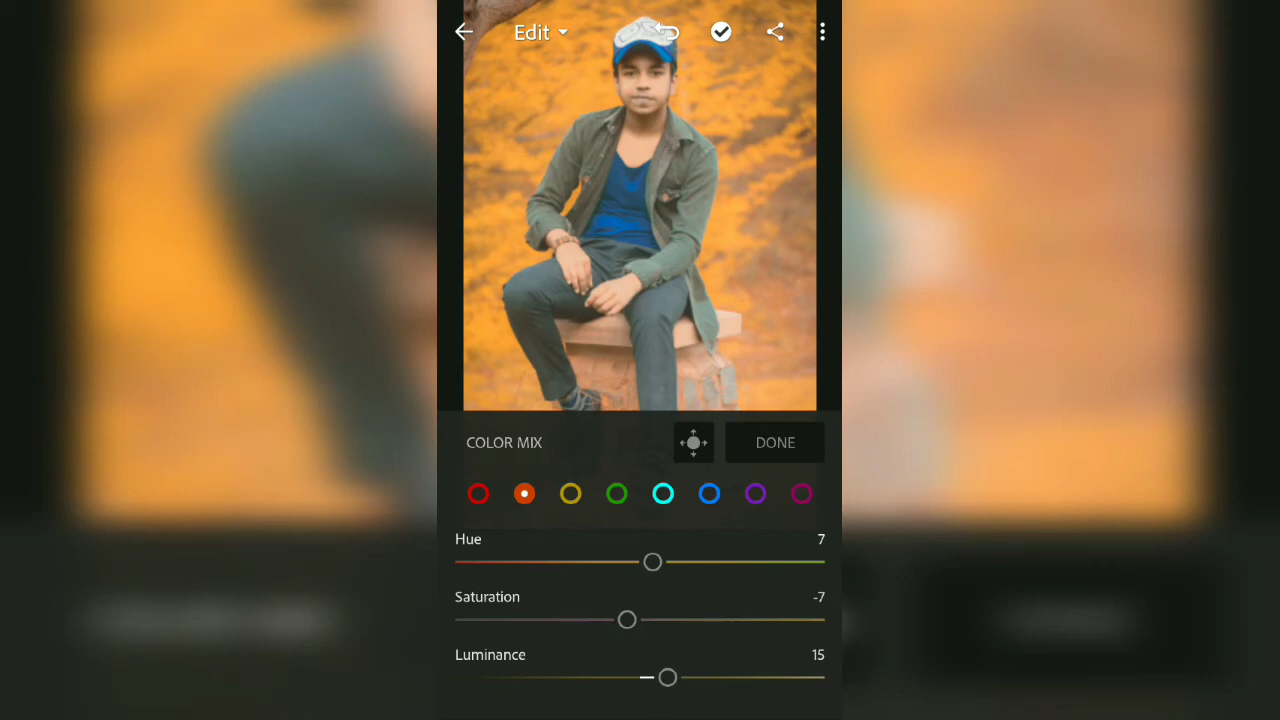 Edit
COLOR MIX
DONE
Hue 7
Saturation -7
Luminance 15